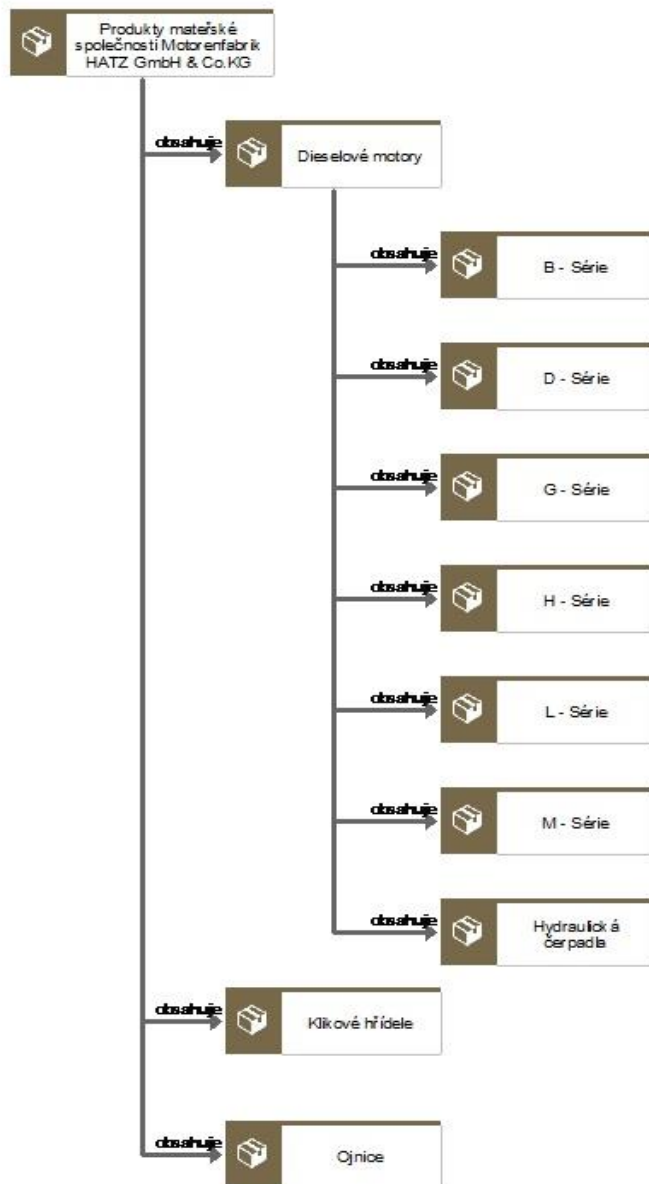 Produkty mateřské
společnosti Motorenfabrik
HATZ GmbH & Co.KG
obsahuje
Dieselové motory
obsahuje
B - Série
obsahuje
D - Série
obsahuje
G - Série
obsahuje
H - Série
obsahuje
L - Série
obsahuje
M - Série
obsahuje
Hydraulická
čerpadla
obsahuje
Klikové hřídele
obsahuje
Ojnice